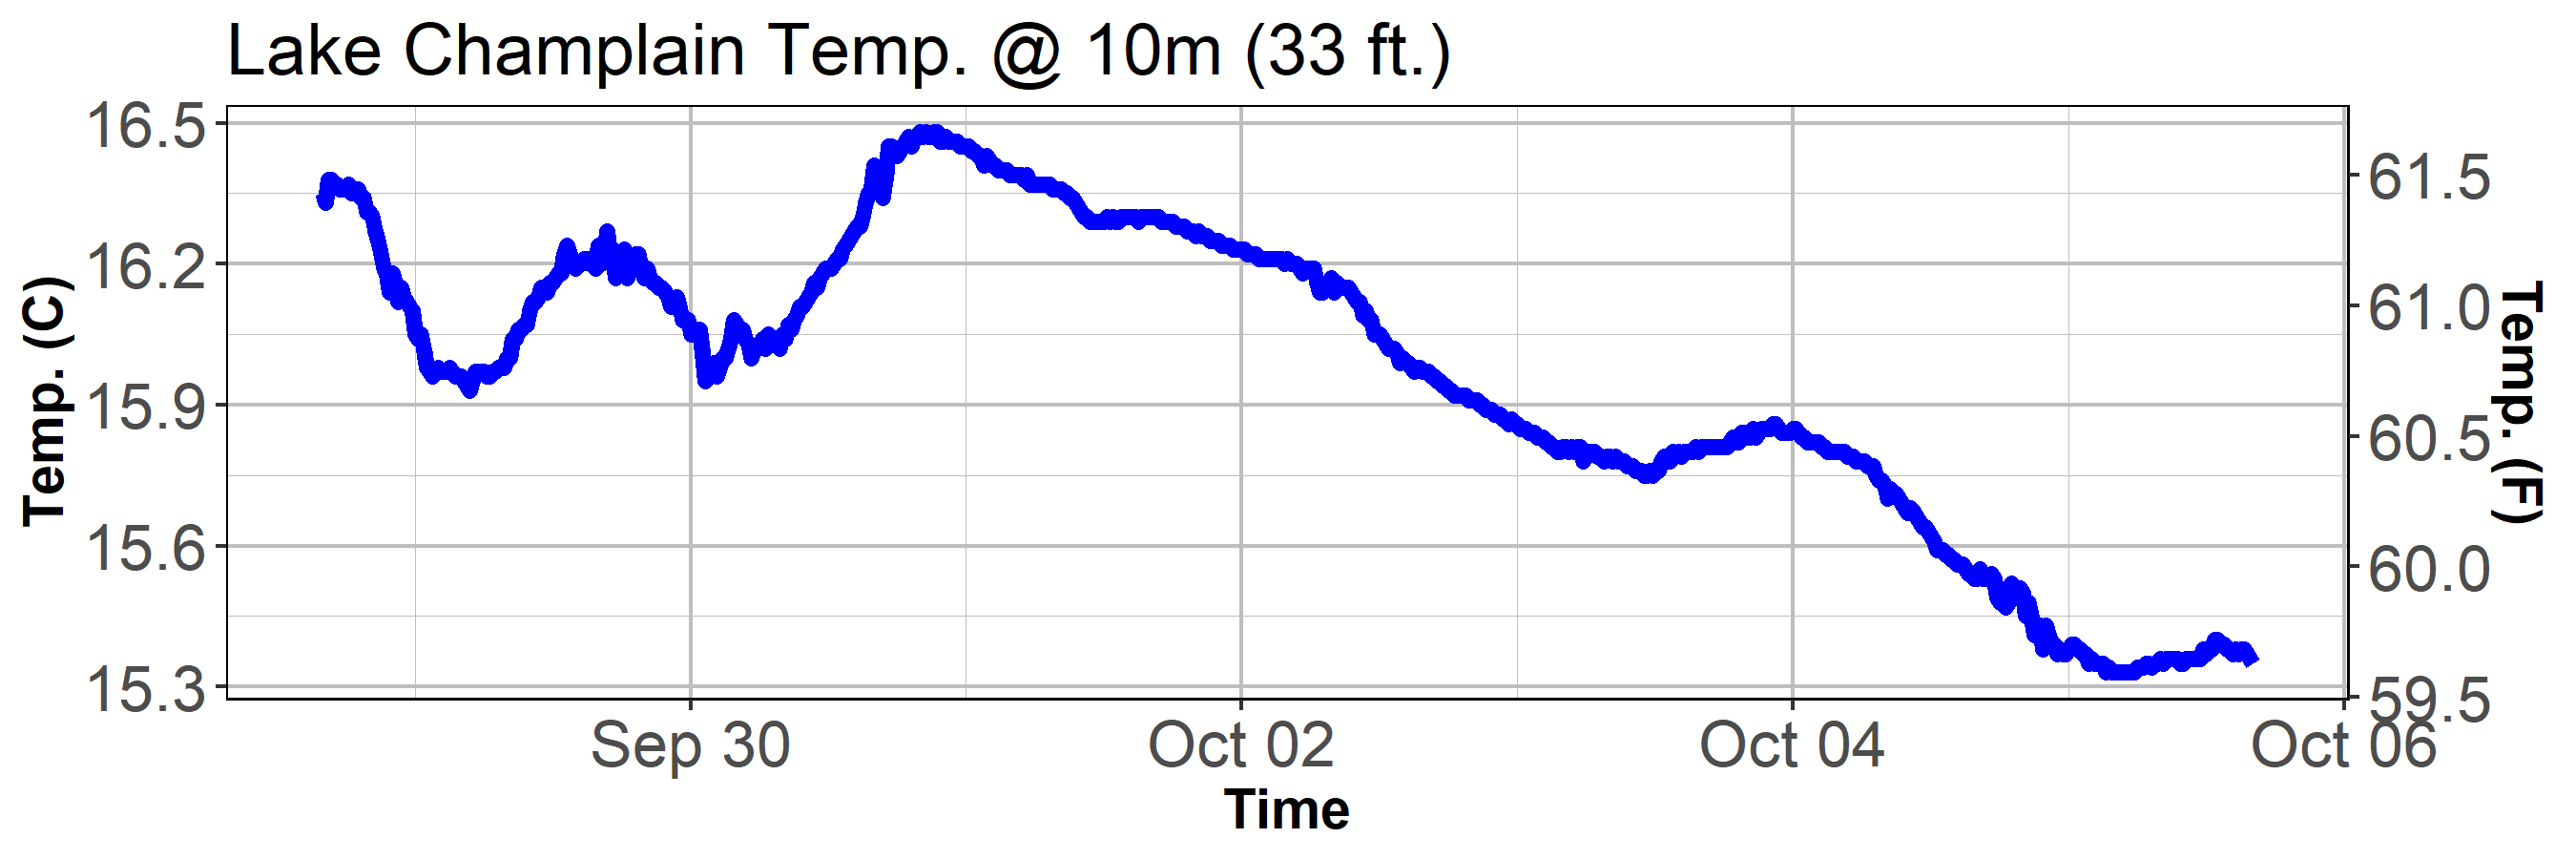 Lake Champlain Temp. @ 10m (33 ft.)
Temp. (C)
16.5
16.2
15.9
15.6
15.3
61.5
61.0
60.5
60.0
59.5
Temp. (F)
Sep 30
Oct 02
Oct 04
Oct 06
Time